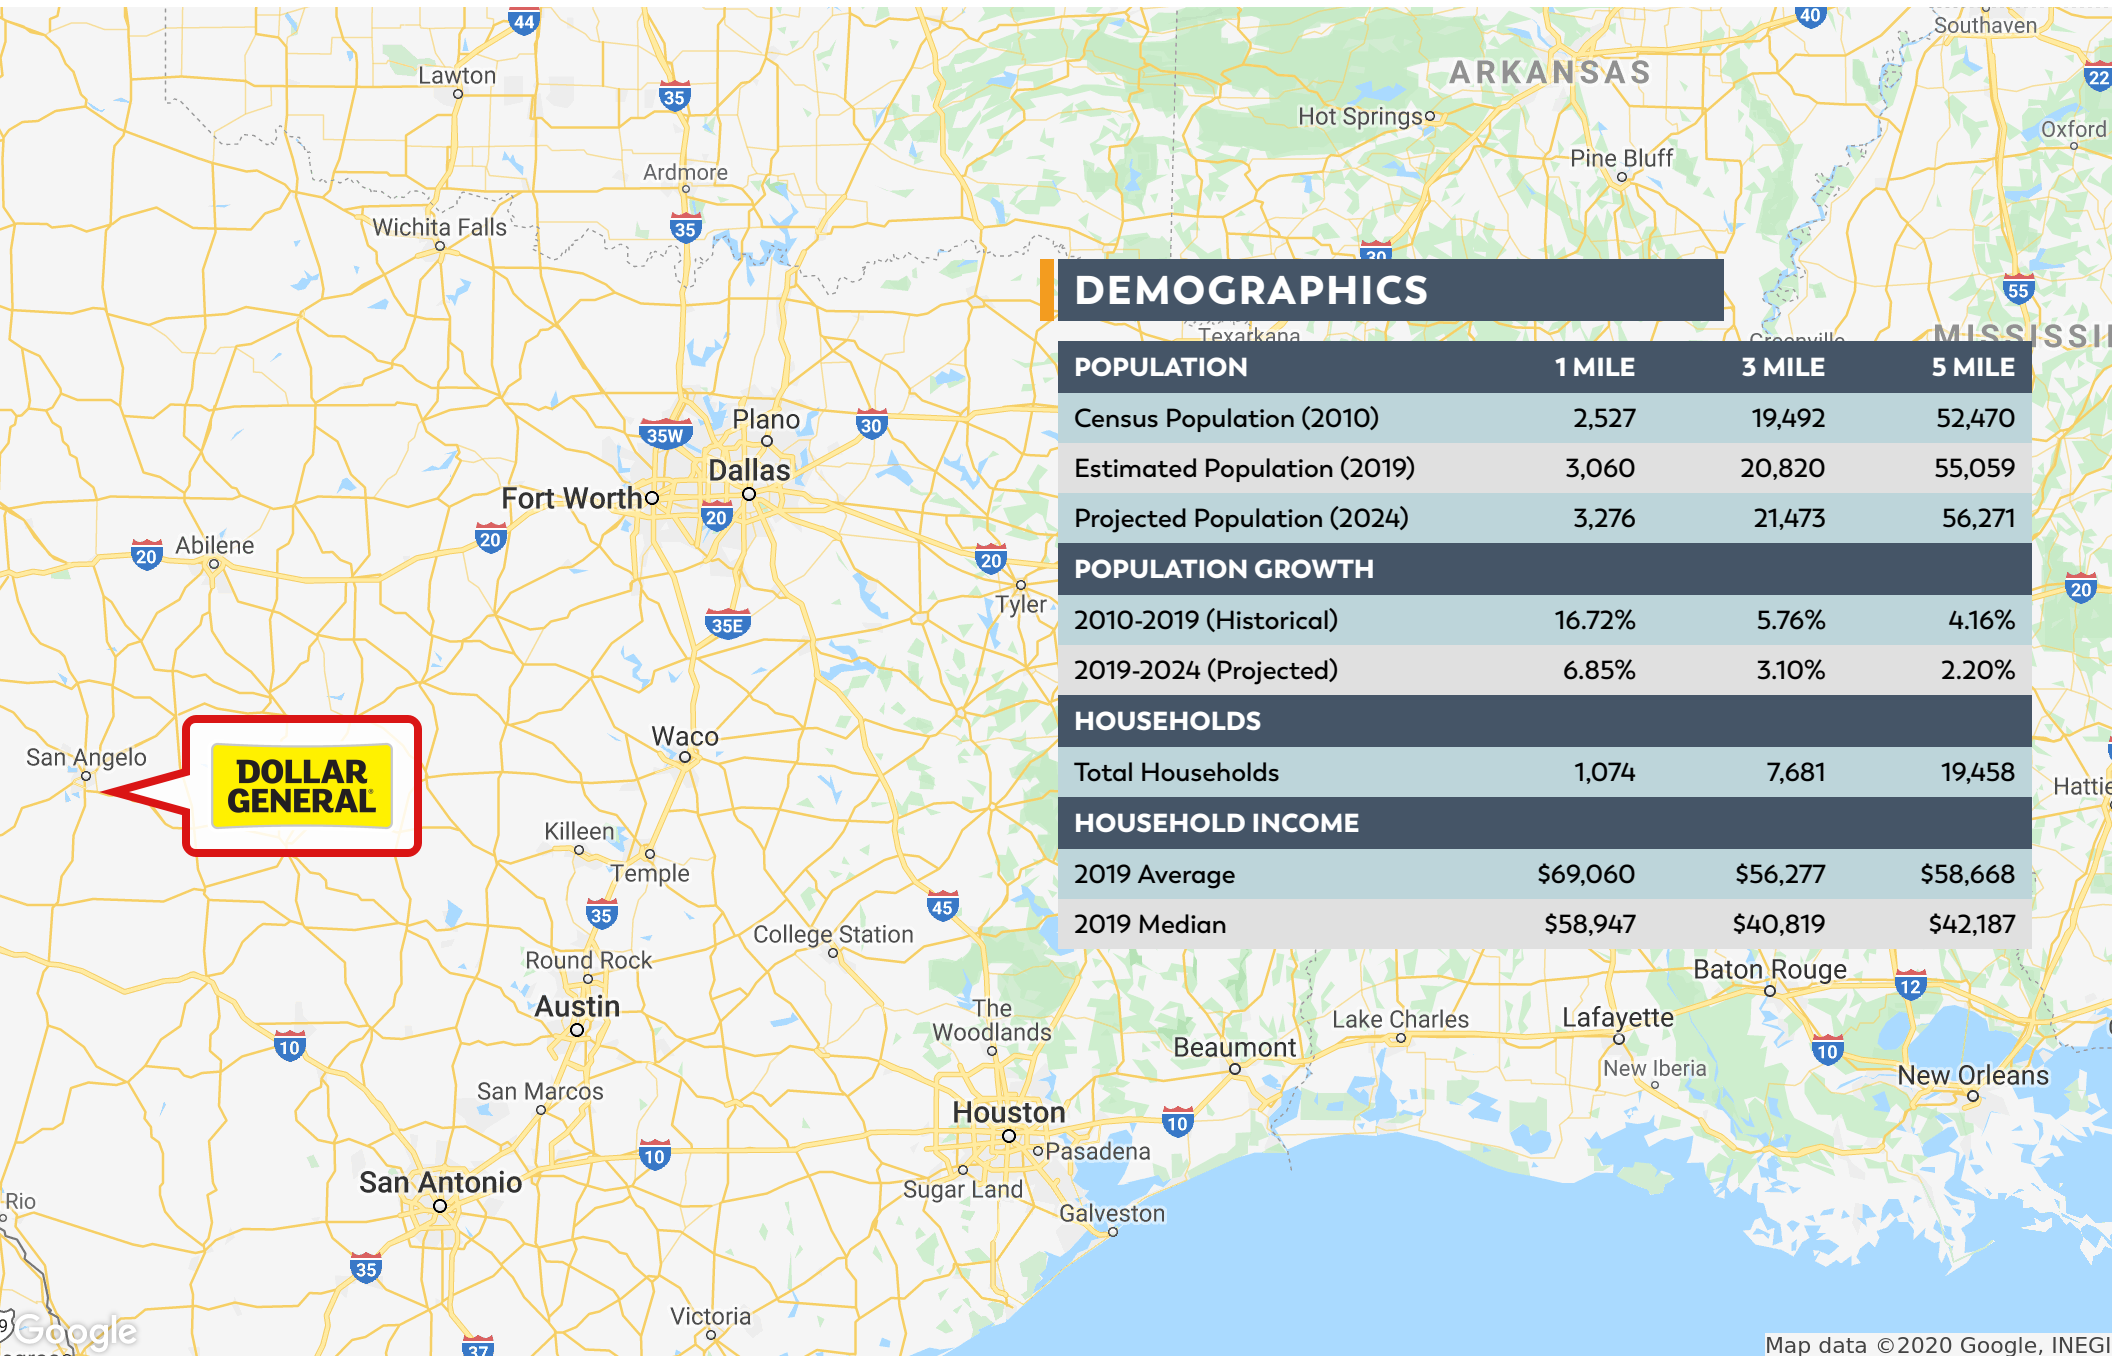 44
40
Southaven
Lawton
ARKANSAS
22
35
Hot Springs
Oxford
Pine Bluff
Ardmore
Wichita Falls
35
30
DEMOGRAPHICS
55
Texarkana
Greenville
MISSISSI
POPULATION 1 MILE 3 MILE 5 MILE
Census Population (2010) 2,527 19,492 52,470
Estimated Population (2019) 3,060 20,820 55,059
Projected Population (2024) 3,276 21,473 56,271
POPULATION GROWTH
2010-2019 (Historical) 16.72% 5.76% 4.16%
2019-2024 (Projected) 6.85% 3.10% 2.20%
HOUSEHOLDS
Total Households 1,074 7,681 19,458
HOUSEHOLD INCOME
2019 Average $69,060 $56,277 $58,668
2019 Median $58,947 $40,819 $42,187
35W
Plano
30
Dallas
Fort Worth
20
20
Abilene
20
20
20
Tyler
35E
Waco
San Angelo
DOLLAR
GENERAL
Hattie
Killeen
Temple
35
45
College Station
Round Rock
Baton Rouge
12
Austin
The
Woodlands
Lake Charles
Lafayette
10
Beaumont
10
New Iberia
New Orleans
San Marcos
Houston
10
10
Pasadena
San Antonio
Sugar Land
Rio
Galveston
35
Victoria
9
Google
37
Map data ©2020 Google, INEGI